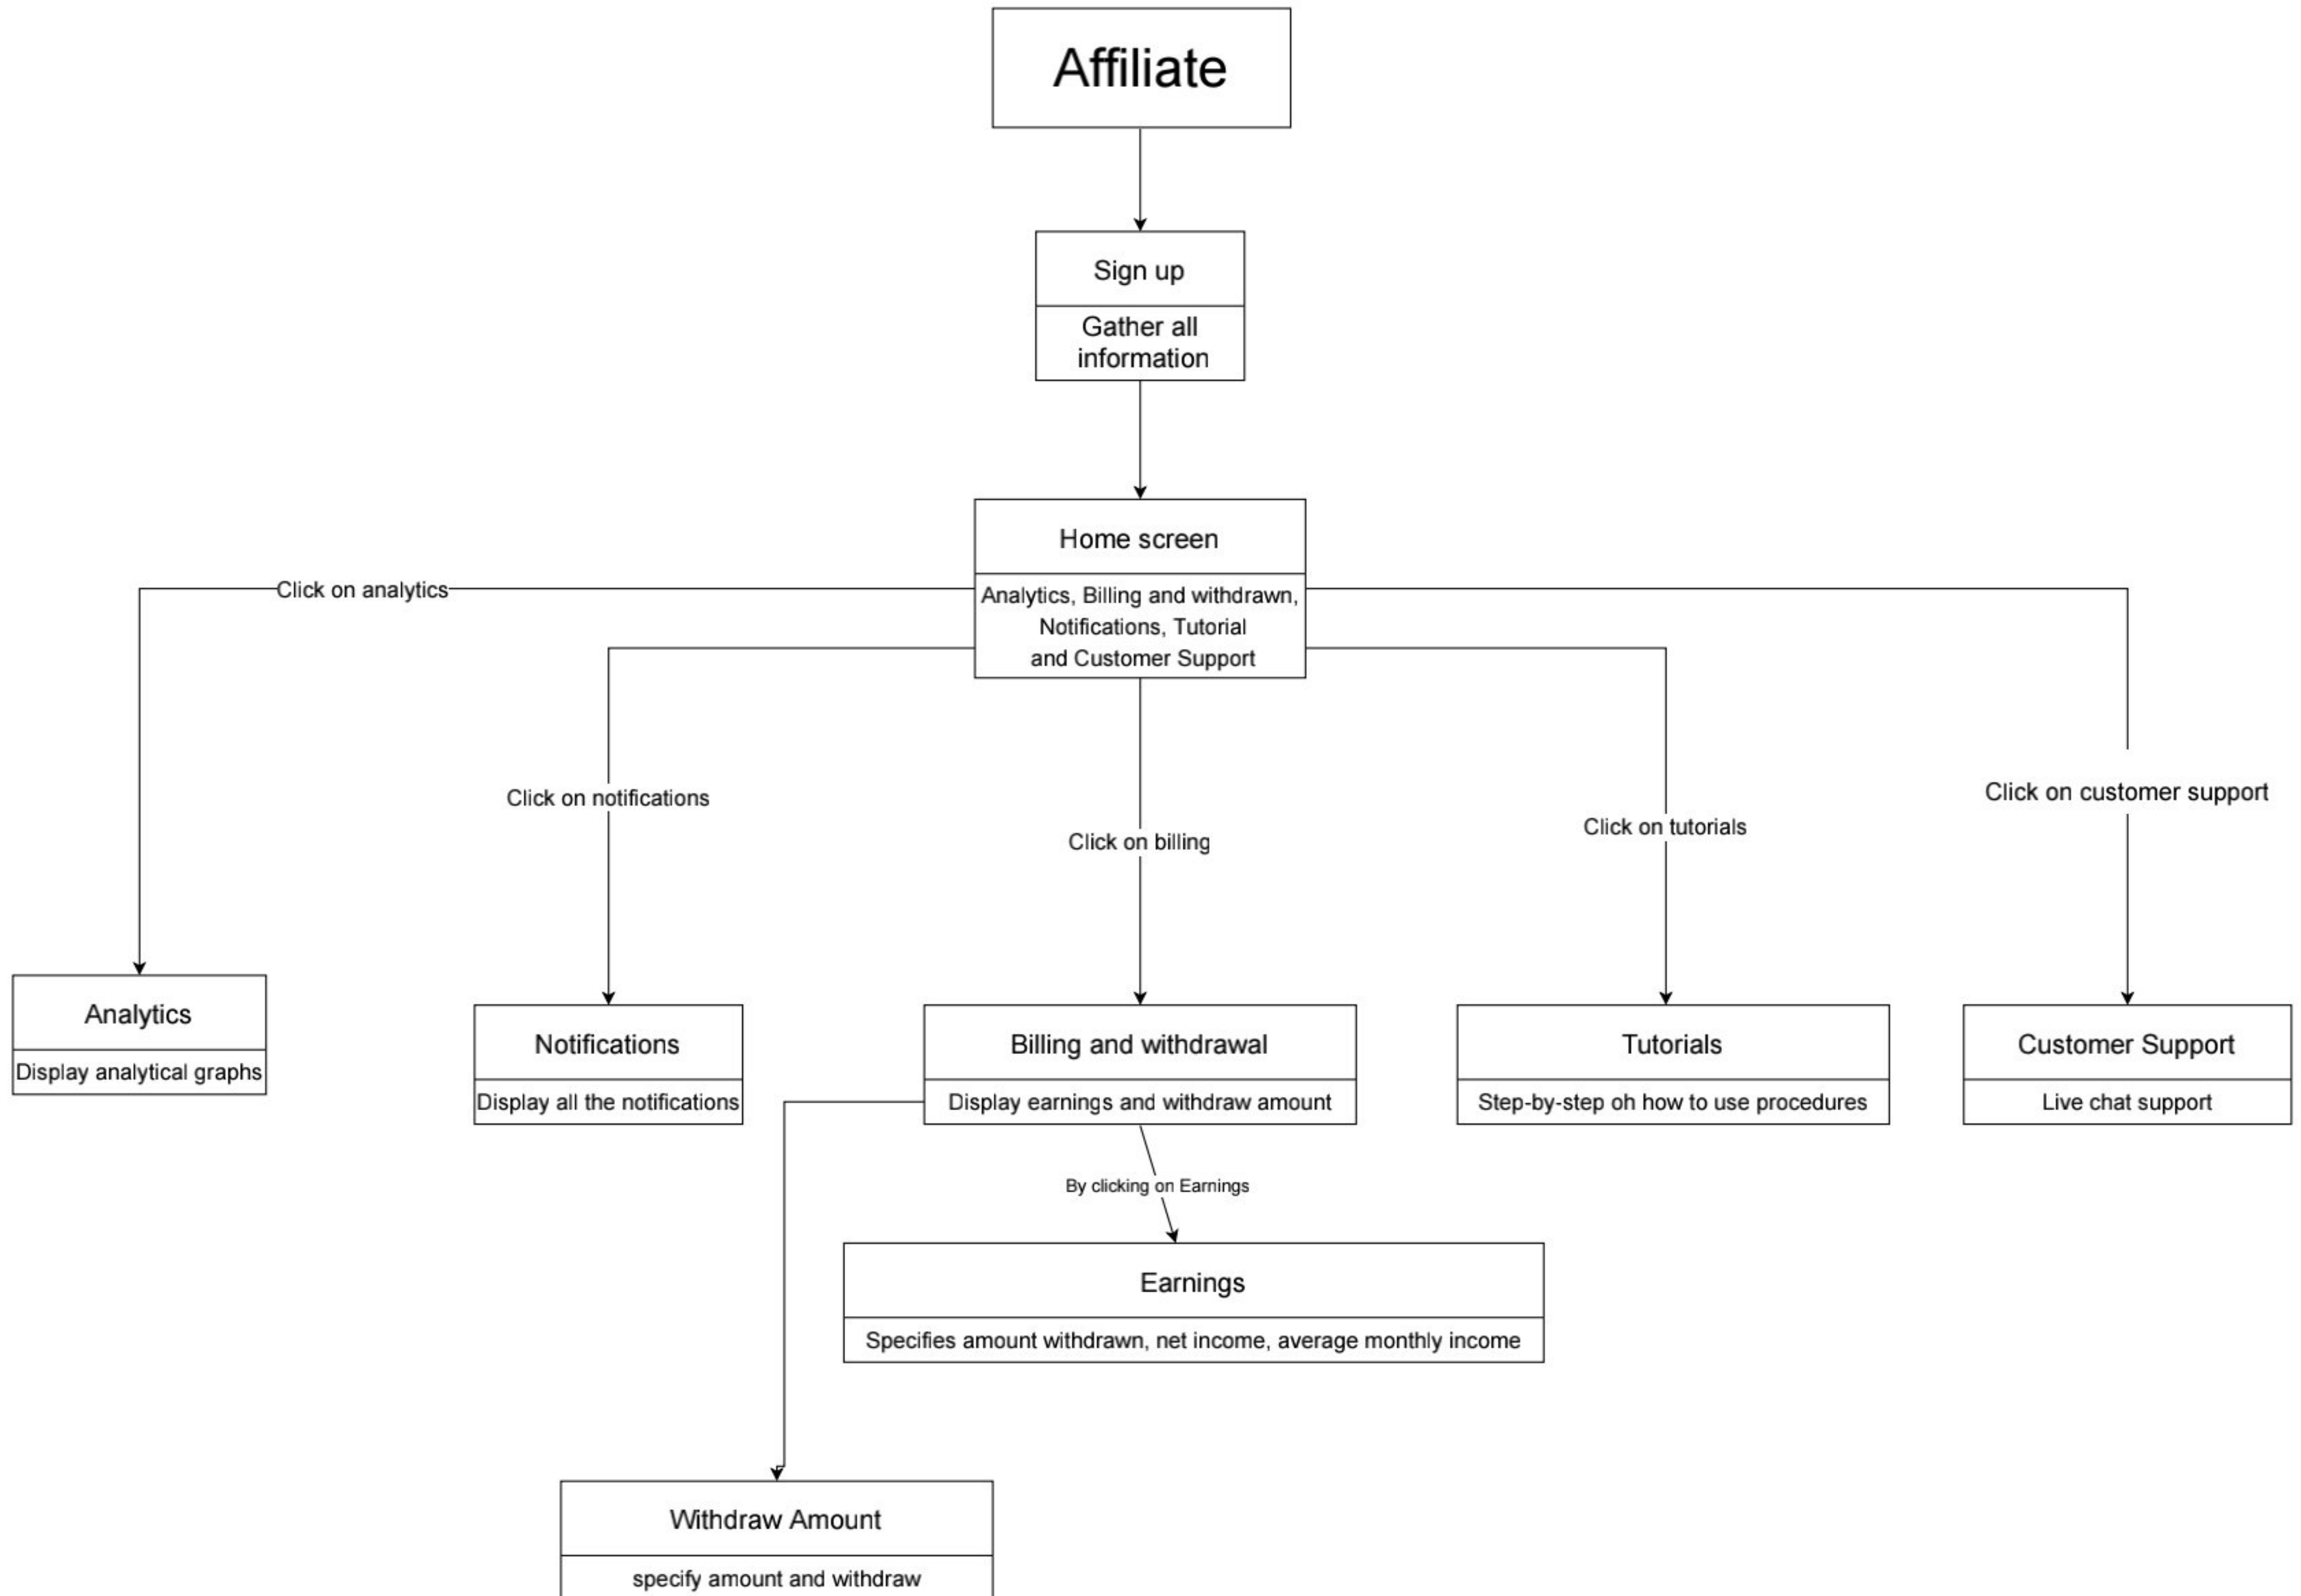 Affiliate
Sign up
Gather all
information
Home screen
Analytics, Billing and withdrawn,
Notifications, Tutorial
and Customer Support
Click on analytics
Click on notifications
Click on billing
Click on tutorials
Click on customer support
Analytics
Display analytical graphs
Notifications
Display all the notifications
Billing and withdrawal
Display earnings and withdraw amount
Tutorials
Step-by-step oh how to use procedures
Customer Support
Live chat support
By clicking on Earnings
Earnings
Specifies amount withdrawn, net income, average monthly income
Withdraw Amount
specify amount and withdraw